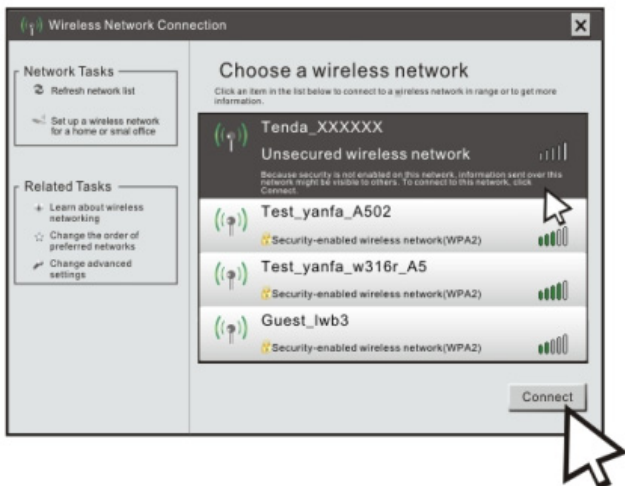 Wireless Network Connection
Network Tasks
Refresh network list
Set up a wireless network
for a home or smal office
Related Tasks
Learn about wireless
networking
Change the order of
preferred networks
Change advanced
settings
Choose a wireless network
Click an item in the list below to connect to a wireless network in range or to get more
information.
Tenda_XXXXXX
Unsecured wireless network
Because security is not enabled on this network, information sent over this
network might be visible to others. To connect to this network, click
Connect.
Test_yanfa_A502
Security-enabled wireless network(WPA2)
Test_yanfa_w316r_A5
Security-enabled wireless network(WPA2)
Guest_lwb3
Security-enabled wireless network(WPA2)
Connect